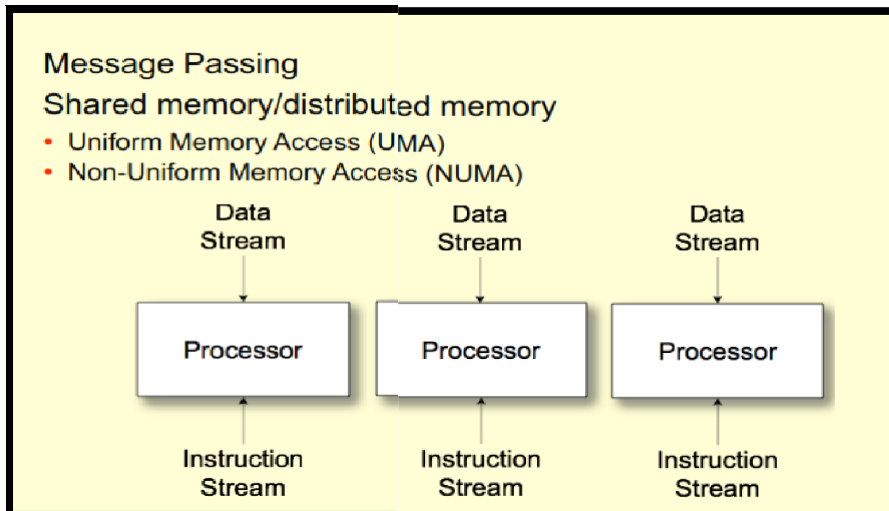 Message Passing
Shared memory/distributed memory
• Uniform Memory Access (UMA)
• Non-Uniform Memory Access (NUMA)
Data Stream
Data Stream
Data Stream
Processor
Processor
Processor
Instruction Stream
Instruction Stream
Instruction Stream